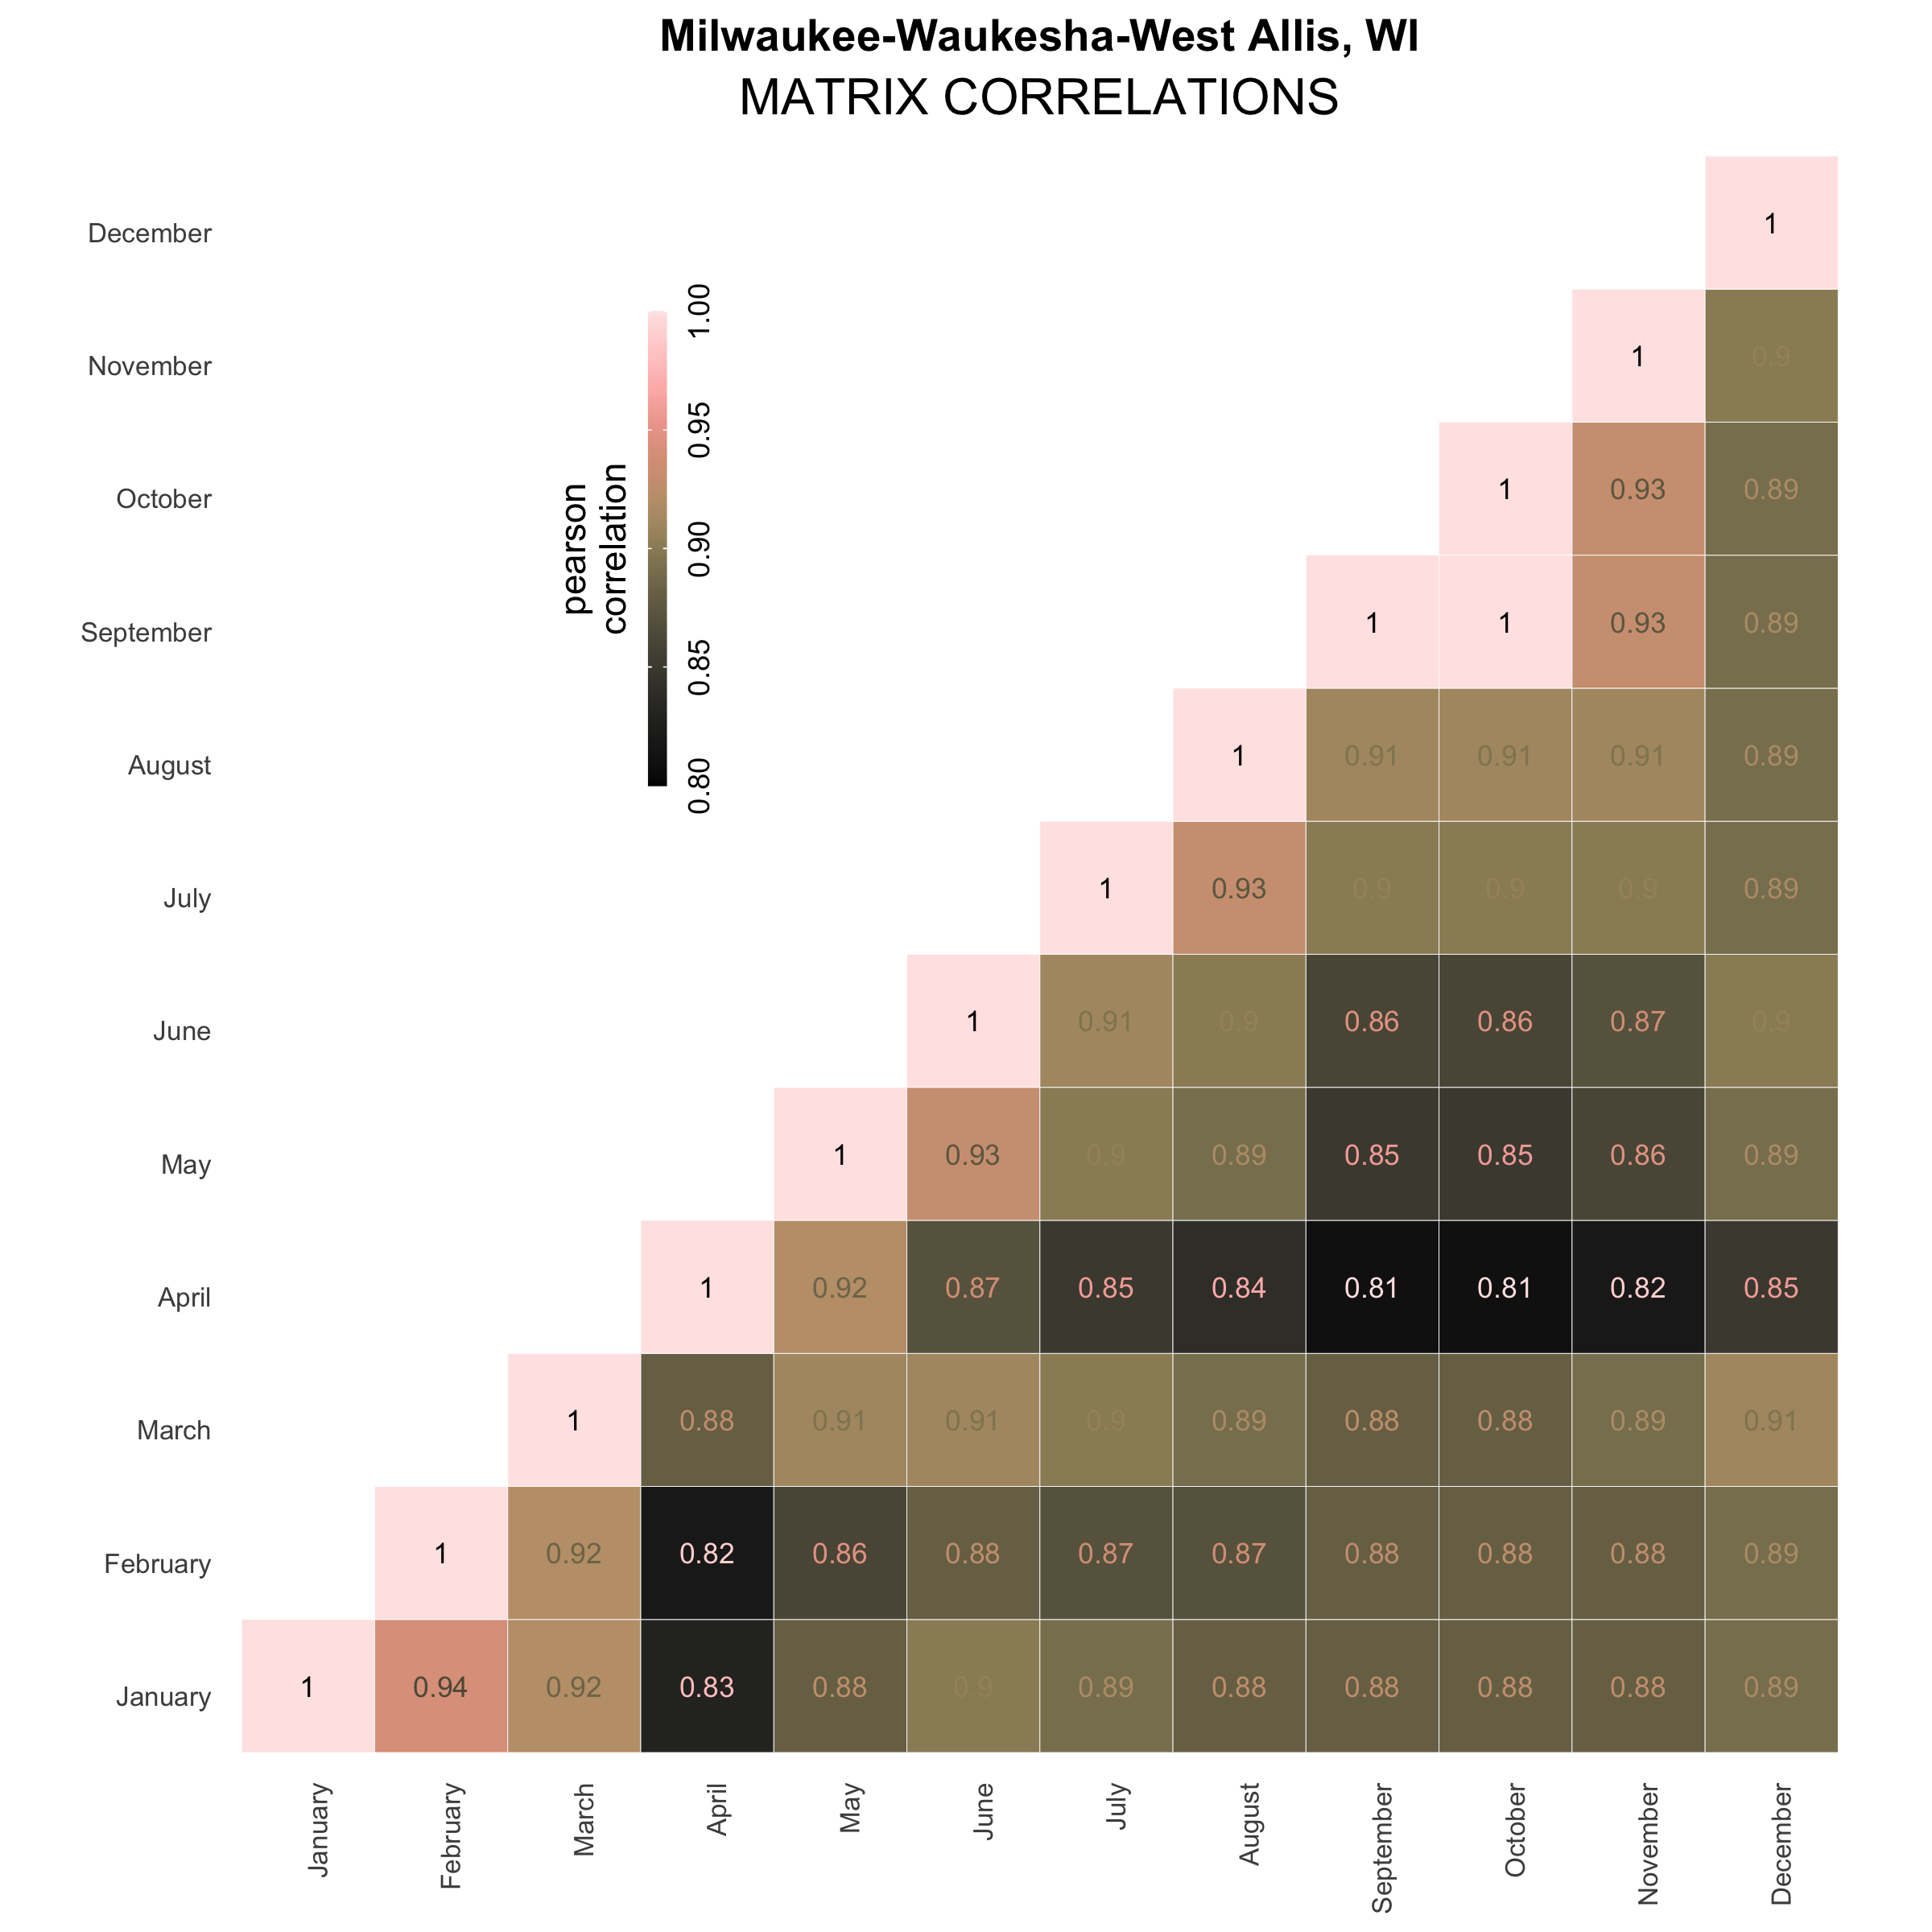 Milwaukee-Waukesha-West Allis, WI
MATRIX CORRELATIONS
pearson
correlation
1.00
0.95
0.90
0.85
0.80
December 1
November 1 0.9
October 1 0.93 0.89
September 1 1 0.93 0.89
August 1 0.91 0.91 0.91 0.89
July 1 0.93 0.9 0.9 0.9 0.89
June 1 0.91 0.9 0.86 0.86 0.87 0.9
May 1 0.93 0.9 0.89 0.85 0.85 0.86 0.89
April 1 0.92 0.87 0.85 0.84 0.81 0.81 0.82 0.85
March 1 0.88 0.91 0.91 0.9 0.89 0.88 0.88 0.89 0.91
February 1 0.92 0.82 0.86 0.88 0.87 0.87 0.88 0.88 0.88 0.89
January 1 0.94 0.92 0.83 0.88 0.9 0.89 0.88 0.88 0.88 0.88 0.89
January February March April May June July August September October November December